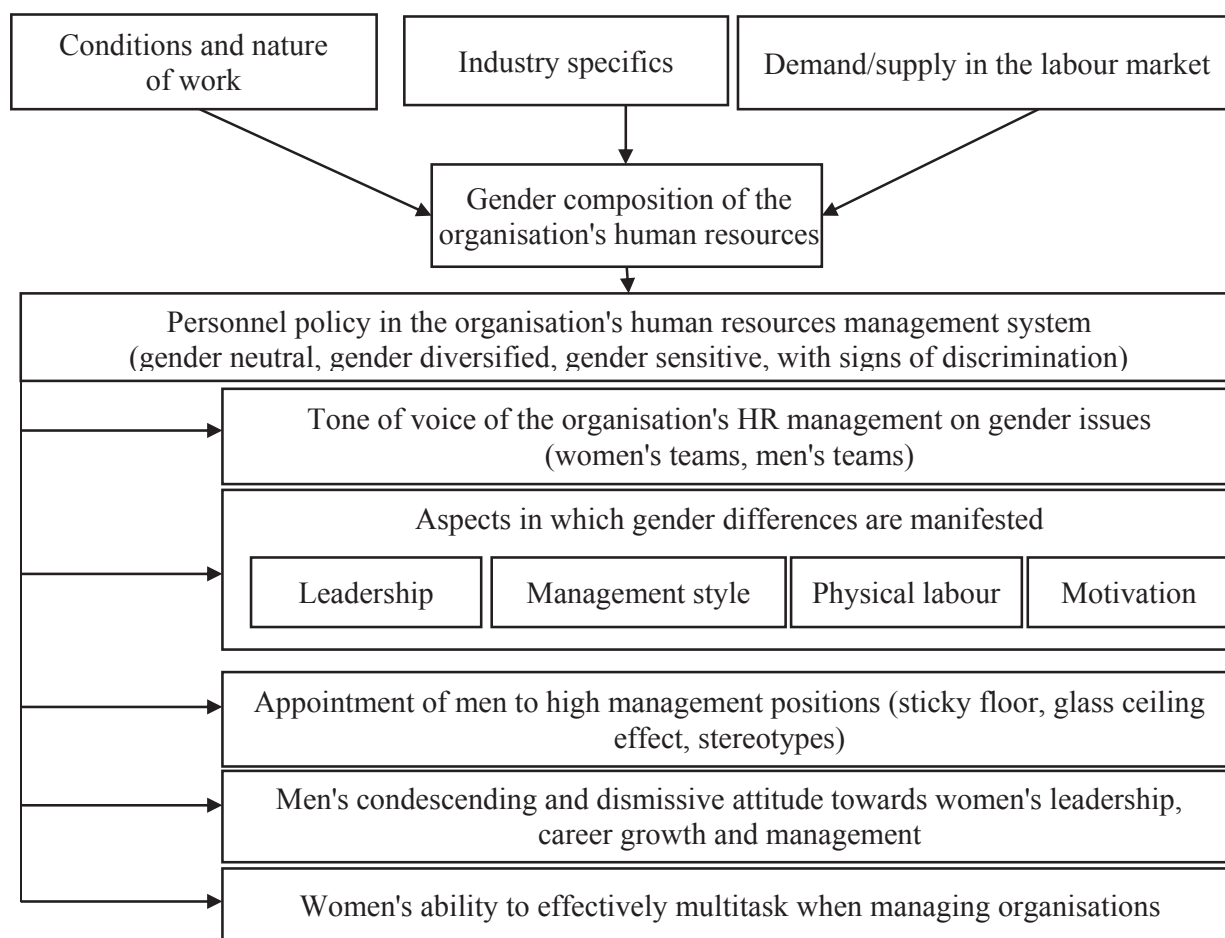 Conditions and nature
of work
Industry specifics
Demand/supply in the labour market
Gender composition of the
organisation's human resources
Personnel policy in the organisation's human resources management system
(gender neutral, gender diversified, gender sensitive, with signs of discrimination)
Tone of voice of the organisation's HR management on gender issues
(women's teams, men's teams)
Aspects in which gender differences are manifested
Leadership
Management style
Physical labour
Motivation
Appointment of men to high management positions (sticky floor, glass ceiling
effect, stereotypes)
Men's condescending and dismissive attitude towards women's leadership,
career growth and management
Women's ability to effectively multitask when managing organisations